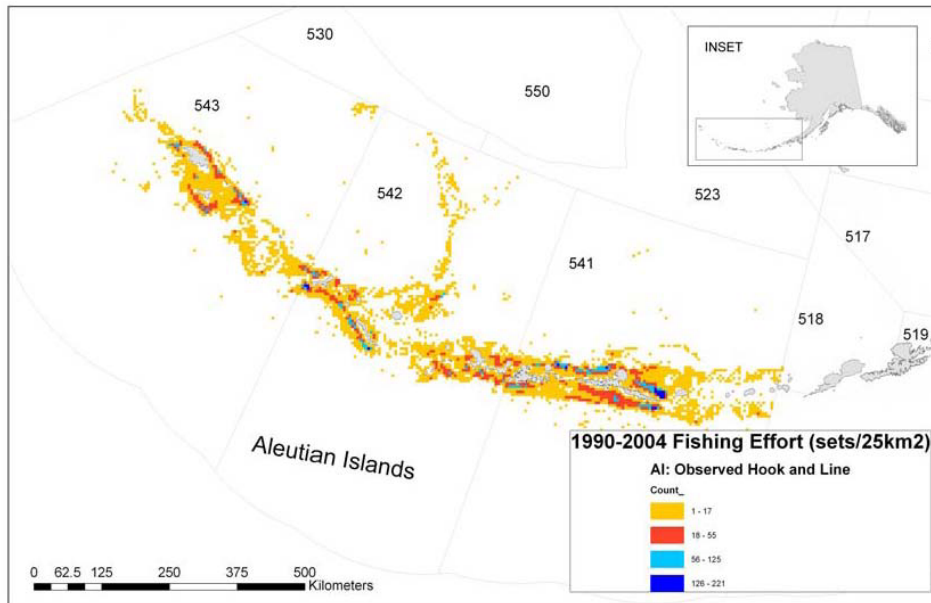 530
INSET
550
543
542
523
517
541
518
519
Aleutian Islands
1990-2004 Fishing Effort (sets/25km2)
AI: Observed Hook and Line
Count_
1 - 17
18 - 55
56 - 125
126 - 221
0 62.5 125 250 375 500
Kilometers